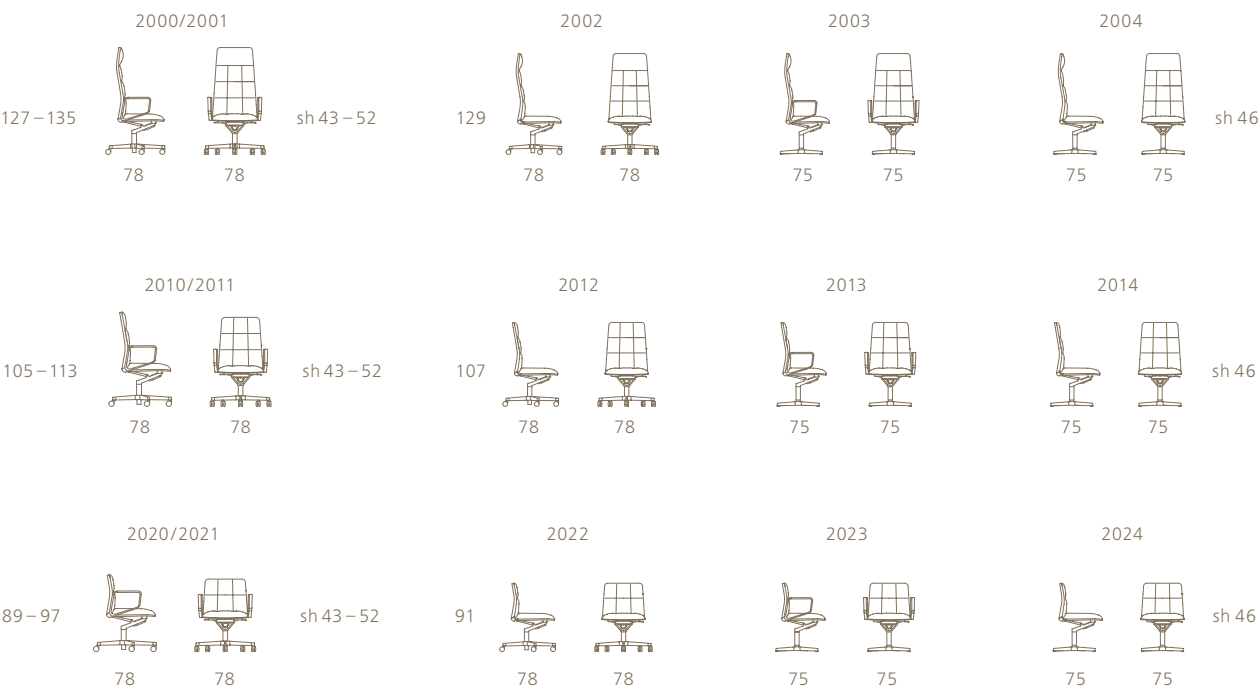 2000/2001 2002 2003 2004
127 – 135 sh 43 – 52 129 sh 46
78 78 78 78 75 75 75 75
2010/2011 2012 2013 2014
105 – 113 sh 43 – 52 107 sh 46
78 78 78 78 75 75 75 75
2020/2021 2022 2023 2024
89 – 97 sh 43 – 52 91 sh 46
78 78 78 78 75 75 75 75